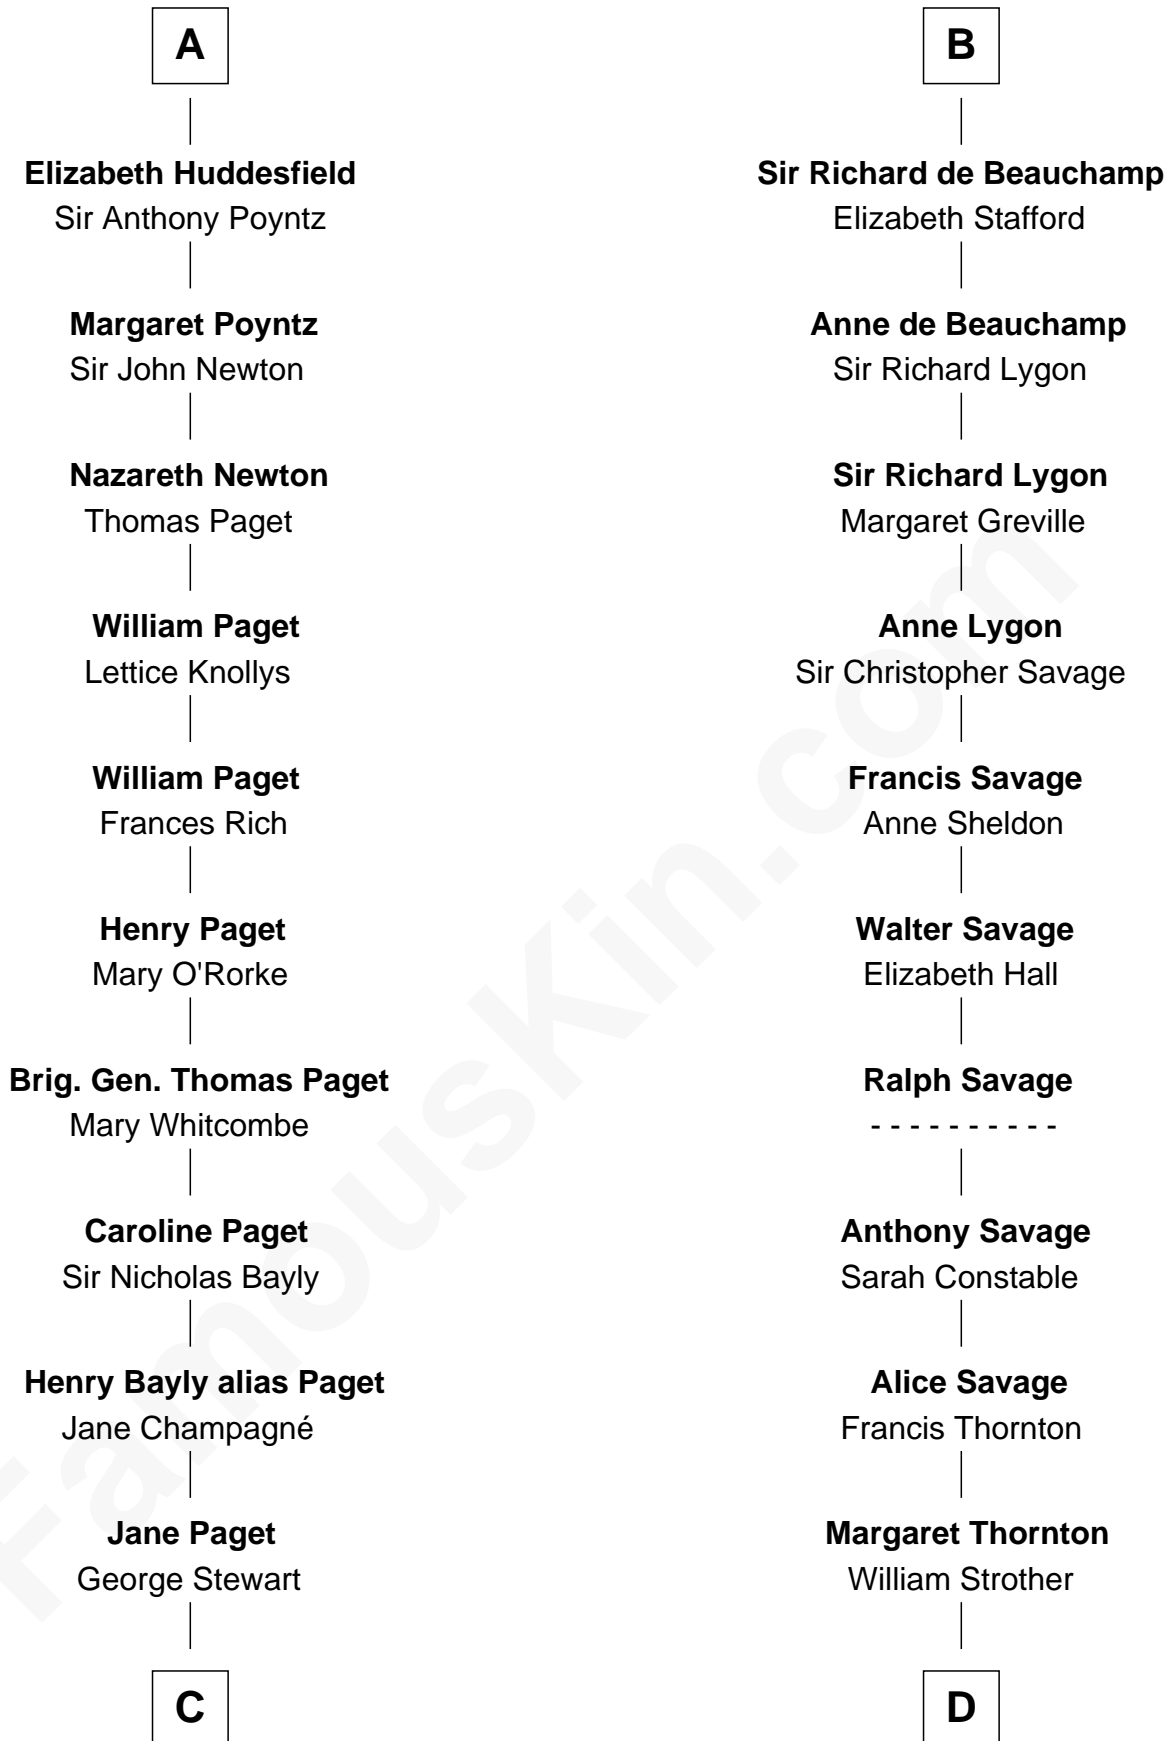 A
Elizabeth Huddesfield
Sir Anthony Poyntz
Margaret Poyntz
Sir John Newton
Nazareth Newton
Thomas Paget
William Paget
Lettice Knollys
William Paget
Frances Rich
Henry Paget
Mary O'Rorke
Brig. Gen. Thomas Paget
Mary Whitcombe
Caroline Paget
Sir Nicholas Bayly
Henry Bayly alias Paget
Jane Champagné
Jane Paget
George Stewart
C
B
Sir Richard de Beauchamp
Elizabeth Stafford
Anne de Beauchamp
Sir Richard Lygon
Sir Richard Lygon
Margaret Greville
Anne Lygon
Sir Christopher Savage
Francis Savage
Anne Sheldon
Walter Savage
Elizabeth Hall
Ralph Savage
- - - - - - - - - -
Anthony Savage
Sarah Constable
Alice Savage
Francis Thornton
Margaret Thornton
William Strother
D
FamousKin.com